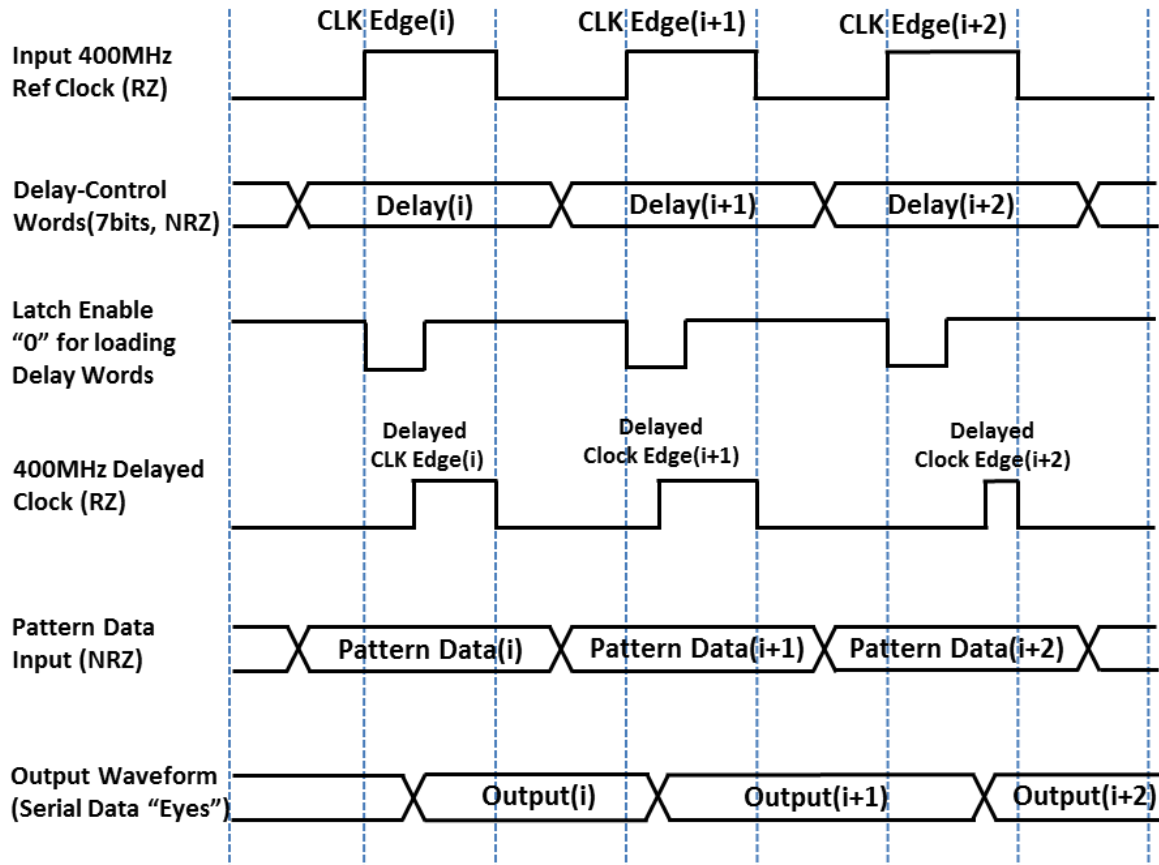 CLK Edge(i)
CLK Edge(i+1)
CLK Edge(i+2)
Input 400MHz
Ref Clock (RZ)
Delay-Control
Words(7bits, NRZ)
Delay(i)
Delay(i+1)
Delay(i+2)
Latch Enable
“0” for loading
Delay Words
Delayed
CLK Edge(i)
Delayed
Clock Edge(i+1)
Delayed
Clock Edge(i+2)
400MHz Delayed
Clock (RZ)
Pattern Data
Input (NRZ)
Pattern Data(i)
Pattern Data(i+1)
Pattern Data(i+2)
Output Waveform
(Serial Data “Eyes”)
Output(i)
Output(i+1)
Output(i+2)